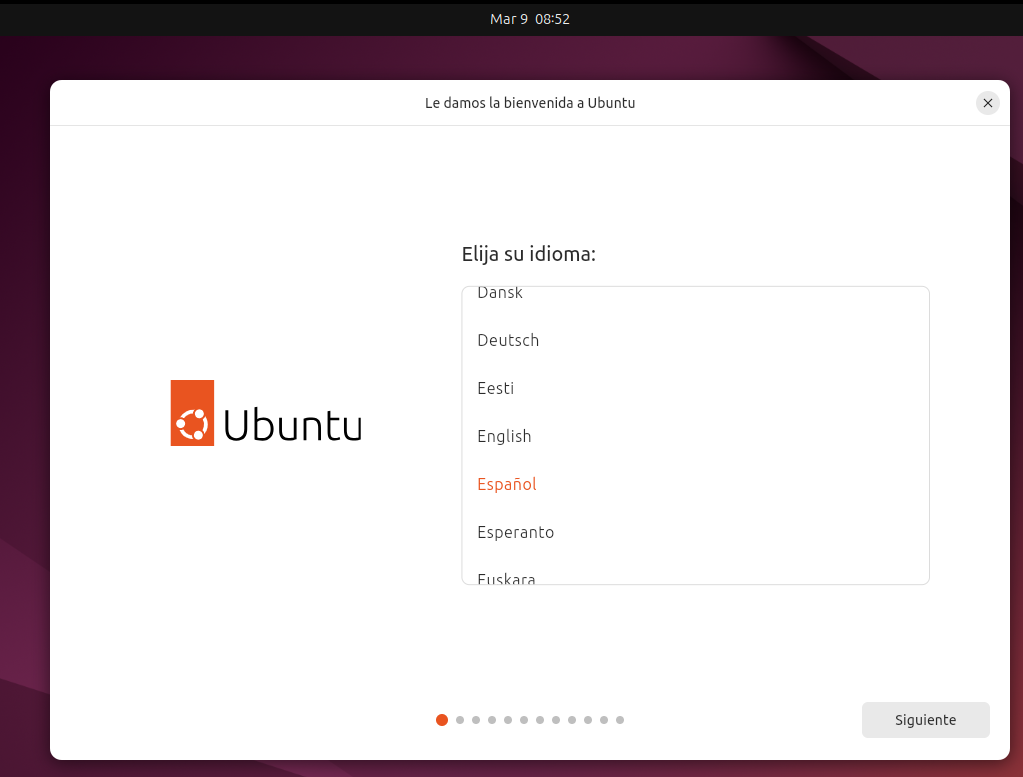 Mar 9 08:52
Le damos la bienvenida a Ubuntu
Elija su idioma:
Dansk
Deutsch
Eesti
English
Español
Esperanto
Euskara
Ubuntu
Siguiente